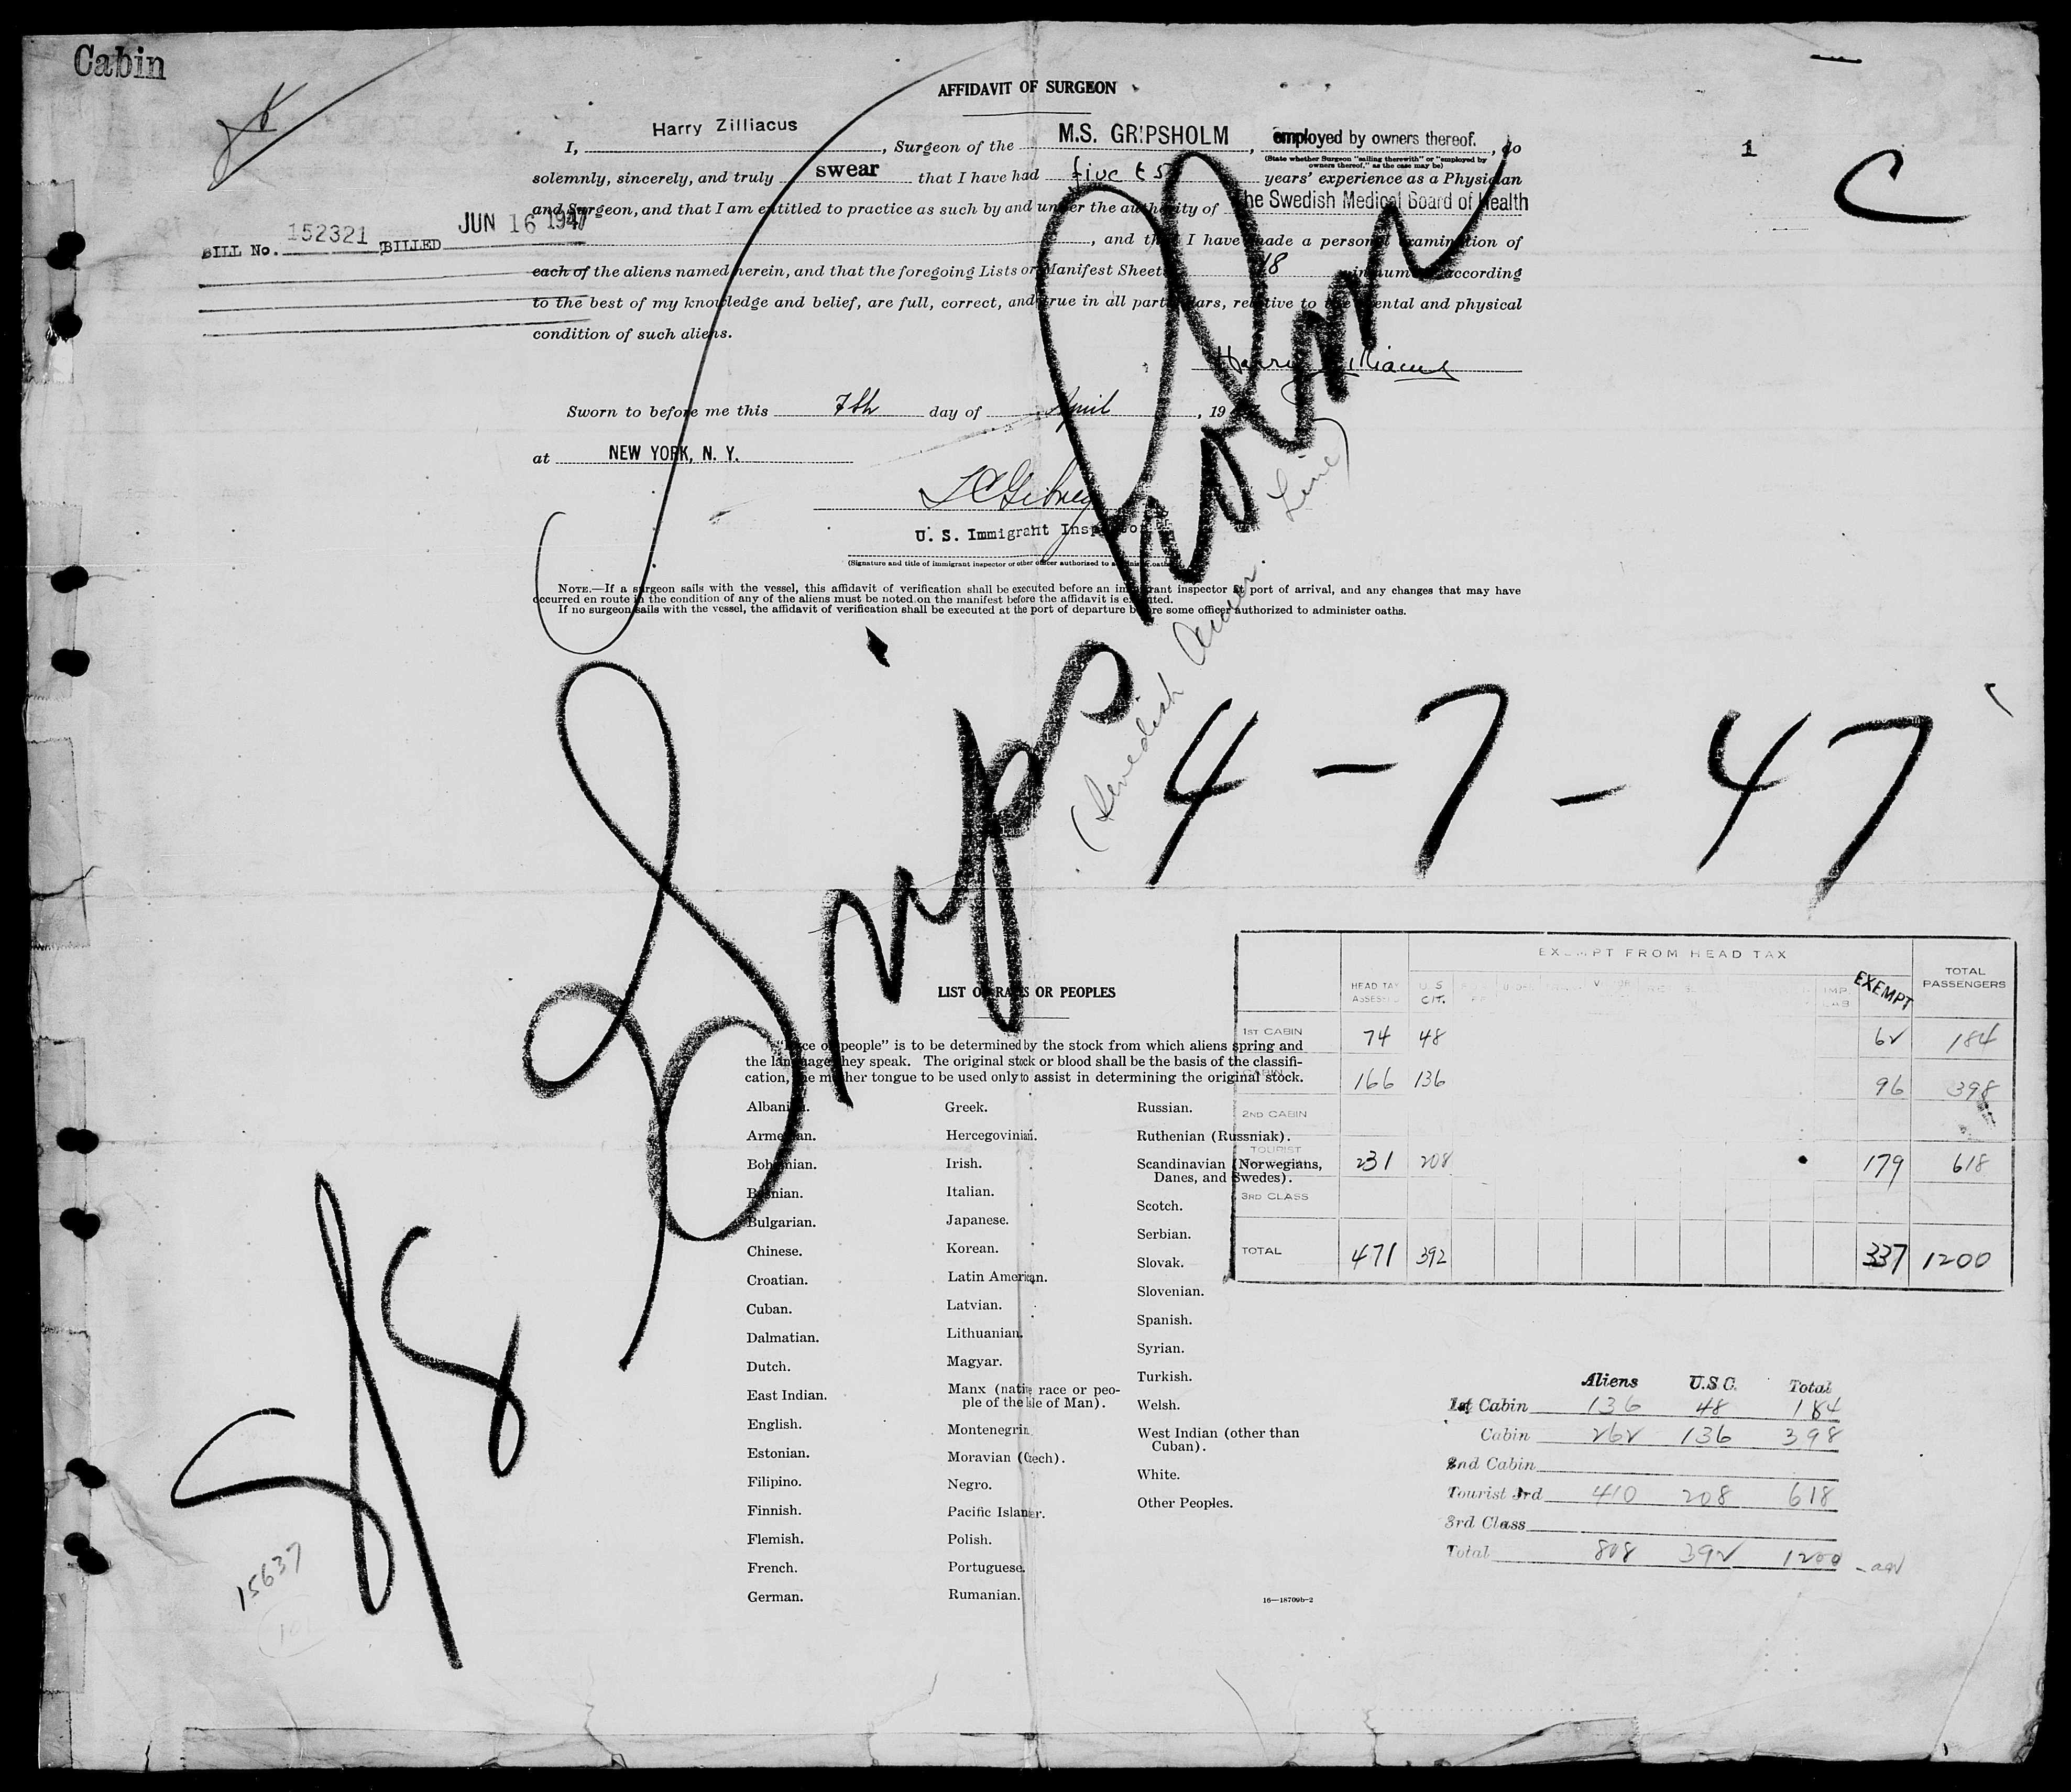 Cabin
AFFIDAVIT OF SURGEON
1
C
I, Harry Zilliacus, Surgeon of the M.S. GRIPSHOLM, employed by owners thereof., do
(State whether Surgeon "sailing therewith" or "employed by
owners thereof," as the case may be)
solemnly, sincerely, and truly swear that I have had five years' experience as a Physician
and Surgeon, and that I am entitled to practice as such by and under the authority of the Swedish Medical Board of Health
BILL No. 152321 BILLED JUN 16 1947
, and that I have made a personal examination of
each of the aliens named herein, and that the foregoing Lists or Manifest Sheets 18 in number according
to the best of my knowledge and belief, are full, correct, and true in all particulars, relative to the mental and physical
condition of such aliens.
Harry Zilliacus
Sworn to before me this 7th day of April, 19
at NEW YORK, N. Y.
U. S. Immigrant Inspector
(Signature and title of immigrant inspector or other officer authorized to administer oaths)
NOTE.—If a surgeon sails with the vessel, this affidavit of verification shall be executed before an immigrant inspector at port of arrival, and any changes that may have
occurred en route in the condition of any of the aliens must be noted on the manifest before the affidavit is executed.
If no surgeon sails with the vessel, the affidavit of verification shall be executed at the port of departure before some officer authorized to administer oaths.
S/S Gripsholm
(Swedish Amer. Line)
4-7-47
EXEMPT FROM HEAD TAX
HEAD TAX ASSESSED U.S. CIT. EXEMPT TOTAL PASSENGERS
1ST CABIN 74 48 62 184
CABIN 166 136 96 398
2ND CABIN
TOURIST 231 208 179 618
3RD CLASS
TOTAL 471 392 337 1200
LIST OF RACES OR PEOPLES
"Race or people" is to be determined by the stock from which aliens spring and
the language they speak. The original stock or blood shall be the basis of the classifi-
cation, the mother tongue to be used only to assist in determining the original stock.
Albanian.
Armenian.
Bohemian.
Bosnian.
Bulgarian.
Chinese.
Croatian.
Cuban.
Dalmatian.
Dutch.
East Indian.
English.
Estonian.
Filipino.
Finnish.
Flemish.
French.
German.
Greek.
Hercegovinian.
Irish.
Italian.
Japanese.
Korean.
Latin American.
Latvian.
Lithuanian.
Magyar.
Manx (native race or peo-
ple of the Isle of Man).
Montenegrin.
Moravian (Czech).
Negro.
Pacific Islander.
Polish.
Portuguese.
Rumanian.
Russian.
Ruthenian (Russniak).
Scandinavian (Norwegians,
Danes, and Swedes).
Scotch.
Serbian.
Slovak.
Slovenian.
Spanish.
Syrian.
Turkish.
Welsh.
West Indian (other than
Cuban).
White.
Other Peoples.
16—18709b-2
Aliens U.S.C. Total
1st Cabin 136 48 184
Cabin 262 136 398
2nd Cabin
Tourist 3rd 410 208 618
3rd Class
Total 808 392 1200
15637
101